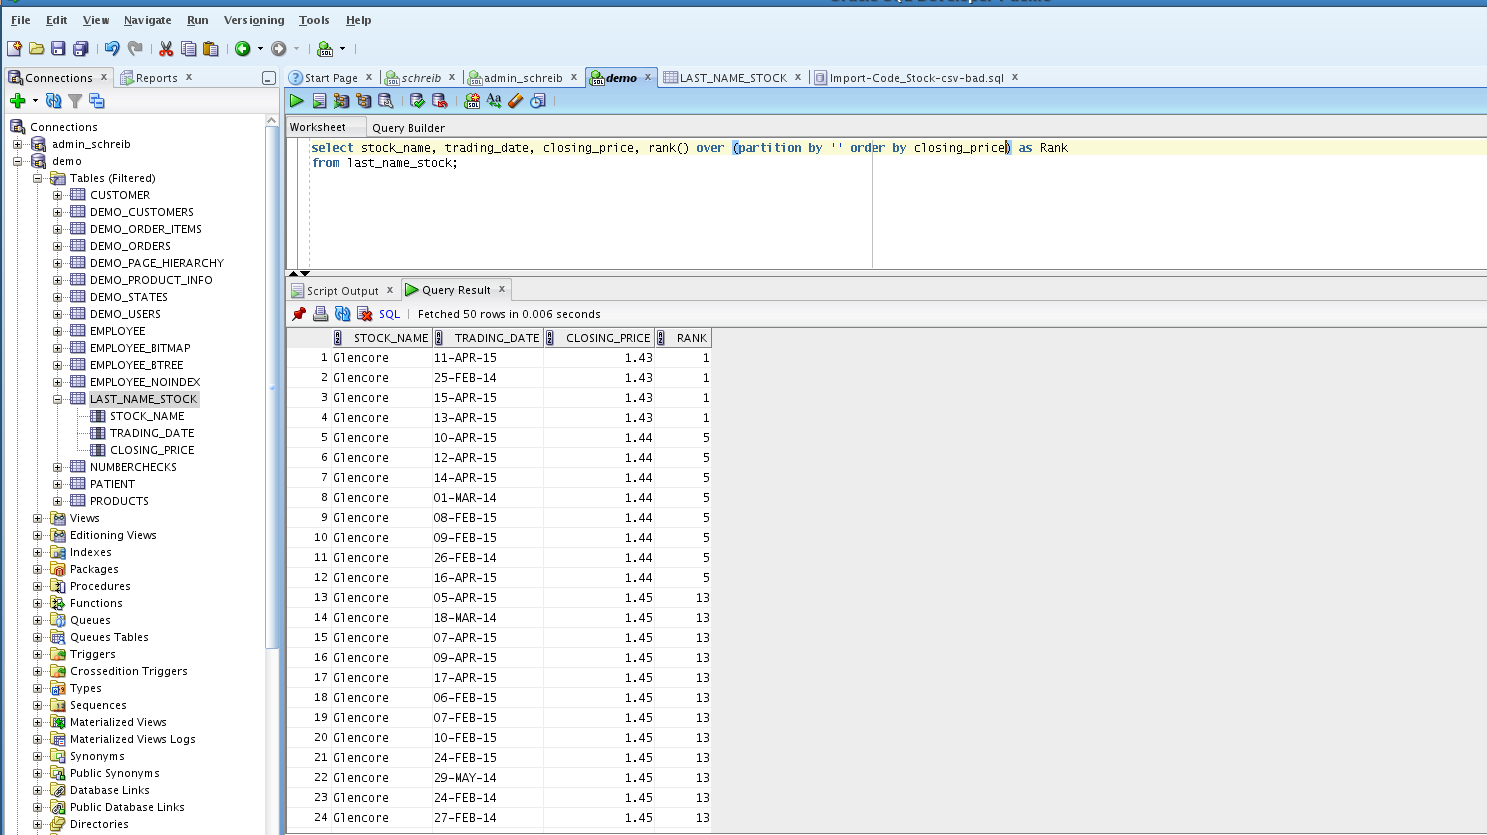 File Edit View Navigate Run Versioning Tools Help
Connections x Reports x
Start Page x schreib x admin_schreib x demo x LAST_NAME_STOCK x Import-Code_Stock-csv-bad.sql x
Worksheet Query Builder
select stock_name, trading_date, closing_price, rank() over (partition by '' order by closing_price) as Rank
from last_name_stock;
Connections
admin_schreib
demo
Tables (Filtered)
CUSTOMER
DEMO_CUSTOMERS
DEMO_ORDER_ITEMS
DEMO_ORDERS
DEMO_PAGE_HIERARCHY
DEMO_PRODUCT_INFO
DEMO_STATES
DEMO_USERS
EMPLOYEE
EMPLOYEE_BITMAP
EMPLOYEE_BTREE
EMPLOYEE_NOINDEX
LAST_NAME_STOCK
STOCK_NAME
TRADING_DATE
CLOSING_PRICE
NUMBERCHECKS
PATIENT
PRODUCTS
Views
Editioning Views
Indexes
Packages
Procedures
Functions
Queues
Queues Tables
Triggers
Crossedition Triggers
Types
Sequences
Materialized Views
Materialized Views Logs
Synonyms
Public Synonyms
Database Links
Public Database Links
Directories
Script Output x Query Result x
SQL | Fetched 50 rows in 0.006 seconds
STOCK_NAME TRADING_DATE CLOSING_PRICE RANK
1 Glencore 11-APR-15 1.43 1
2 Glencore 25-FEB-14 1.43 1
3 Glencore 15-APR-15 1.43 1
4 Glencore 13-APR-15 1.43 1
5 Glencore 10-APR-15 1.44 5
6 Glencore 12-APR-15 1.44 5
7 Glencore 14-APR-15 1.44 5
8 Glencore 01-MAR-14 1.44 5
9 Glencore 08-FEB-15 1.44 5
10 Glencore 09-FEB-15 1.44 5
11 Glencore 26-FEB-14 1.44 5
12 Glencore 16-APR-15 1.44 5
13 Glencore 05-APR-15 1.45 13
14 Glencore 18-MAR-14 1.45 13
15 Glencore 07-APR-15 1.45 13
16 Glencore 09-APR-15 1.45 13
17 Glencore 17-APR-15 1.45 13
18 Glencore 06-FEB-15 1.45 13
19 Glencore 07-FEB-15 1.45 13
20 Glencore 10-FEB-15 1.45 13
21 Glencore 24-FEB-15 1.45 13
22 Glencore 29-MAY-14 1.45 13
23 Glencore 24-FEB-14 1.45 13
24 Glencore 27-FEB-14 1.45 13